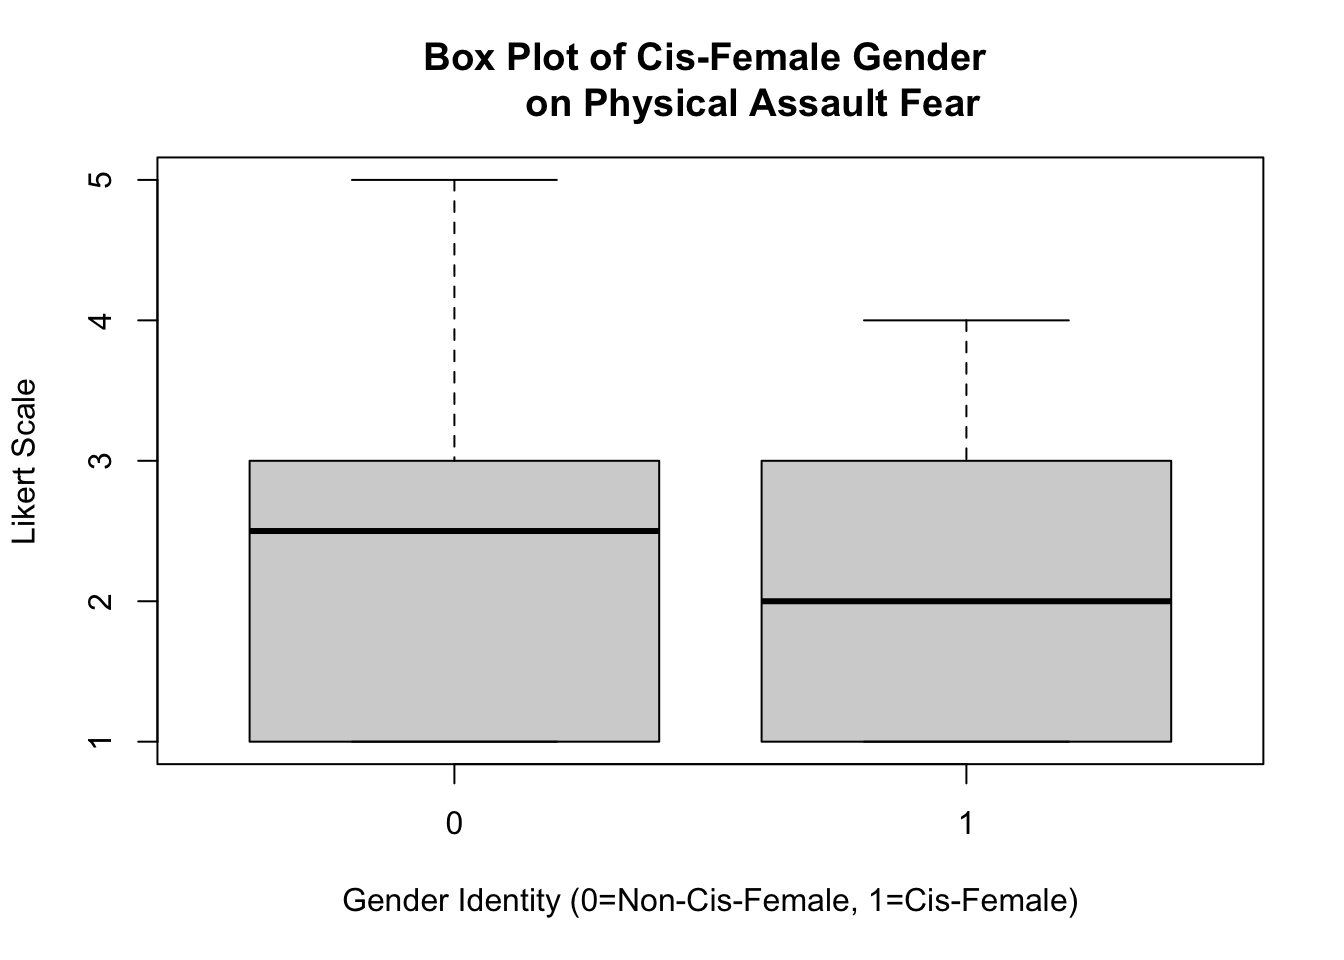 Box Plot of Cis-Female Gender
on Physical Assault Fear
Likert Scale
5
4
3
2
1
0
1
Gender Identity (0=Non-Cis-Female, 1=Cis-Female)